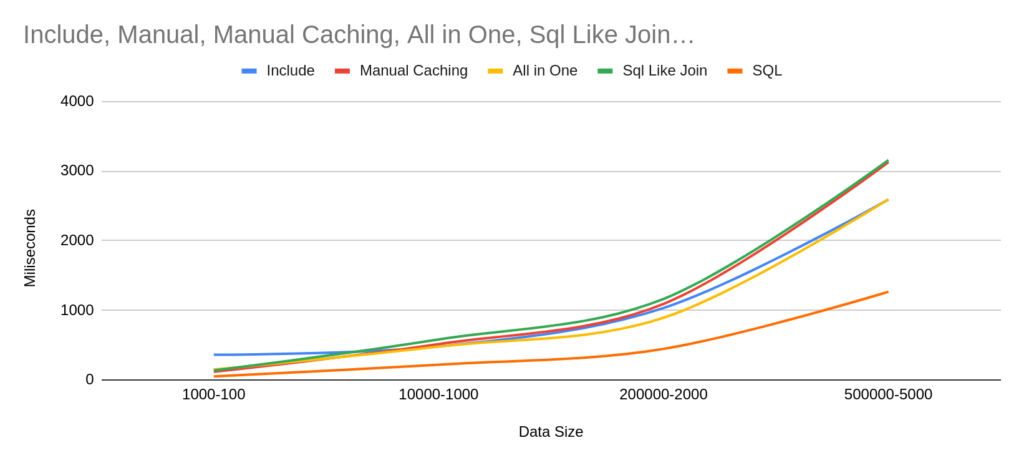 Include, Manual, Manual Caching, All in One, Sql Like Join…
Include Manual Caching All in One Sql Like Join SQL
4000
3000
2000
1000
0
Miliseconds
1000-100 10000-1000 200000-2000 500000-5000
Data Size